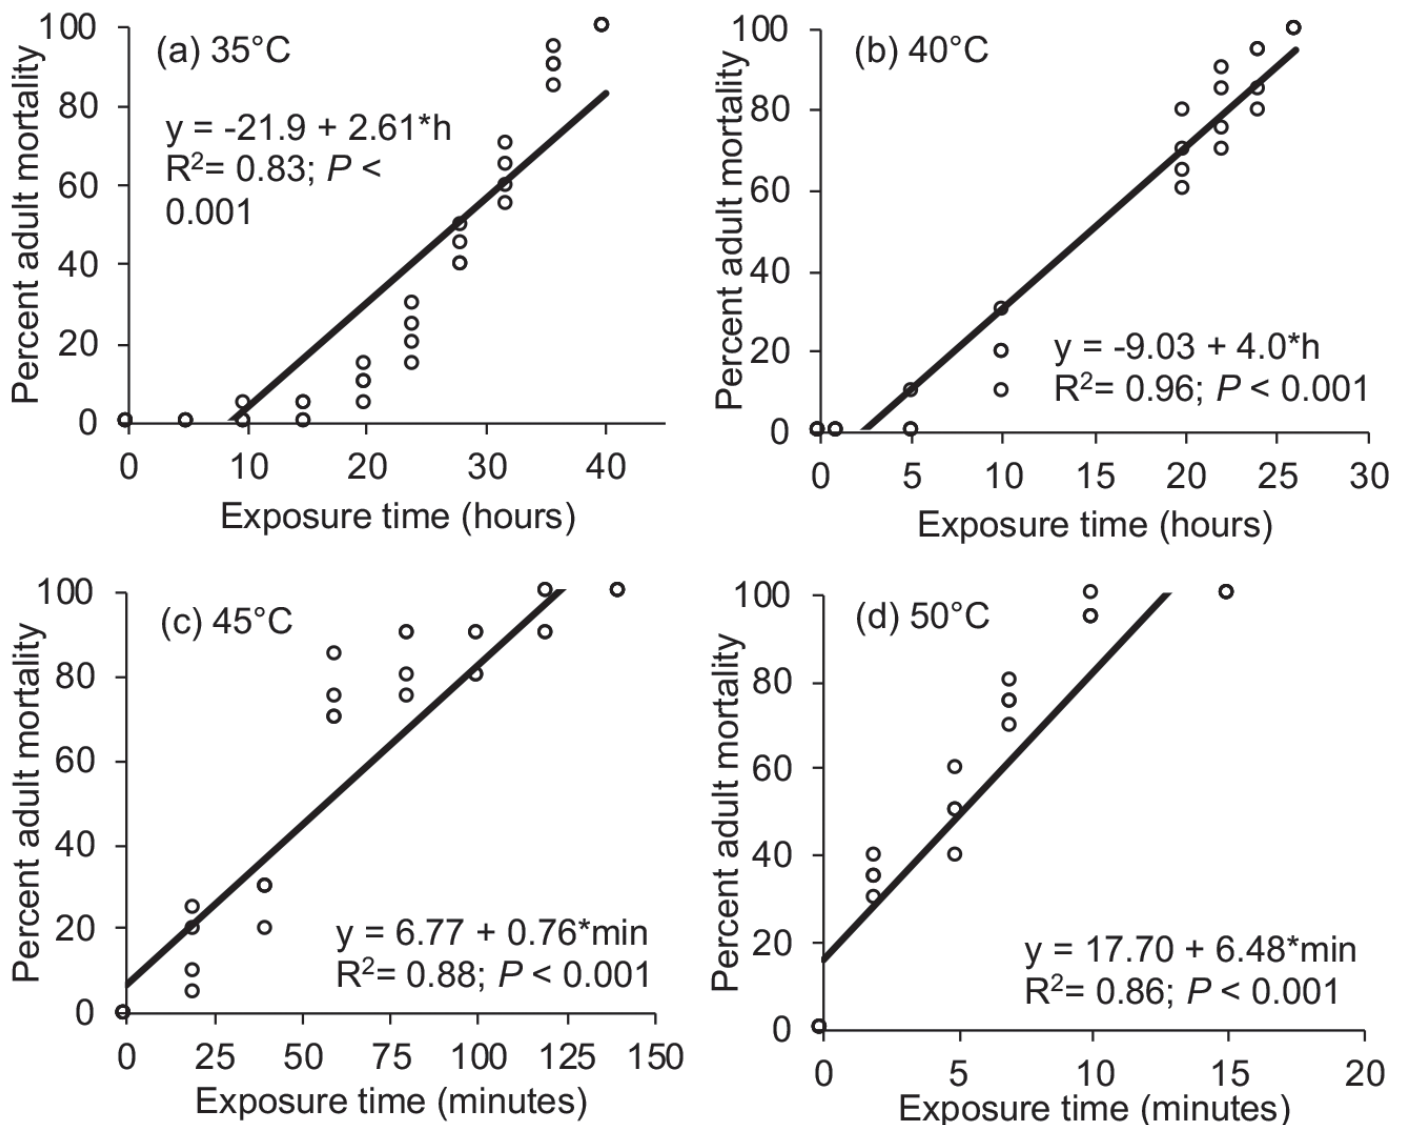 Percent adult mortality
100
80
60
40
20
0
(a) 35°C
y = -21.9 + 2.61*h
R²= 0.83; P <
0.001
0 10 20 30 40
Exposure time (hours)
Percent adult mortality
100
80
60
40
20
0
(b) 40°C
y = -9.03 + 4.0*h
R²= 0.96; P < 0.001
0 5 10 15 20 25 30
Exposure time (hours)
Percent adult mortality
100
80
60
40
20
0
(c) 45°C
y = 6.77 + 0.76*min
R²= 0.88; P < 0.001
0 25 50 75 100 125 150
Exposure time (minutes)
Percent adult mortality
100
80
60
40
20
0
(d) 50°C
y = 17.70 + 6.48*min
R²= 0.86; P < 0.001
0 5 10 15 20
Exposure time (minutes)